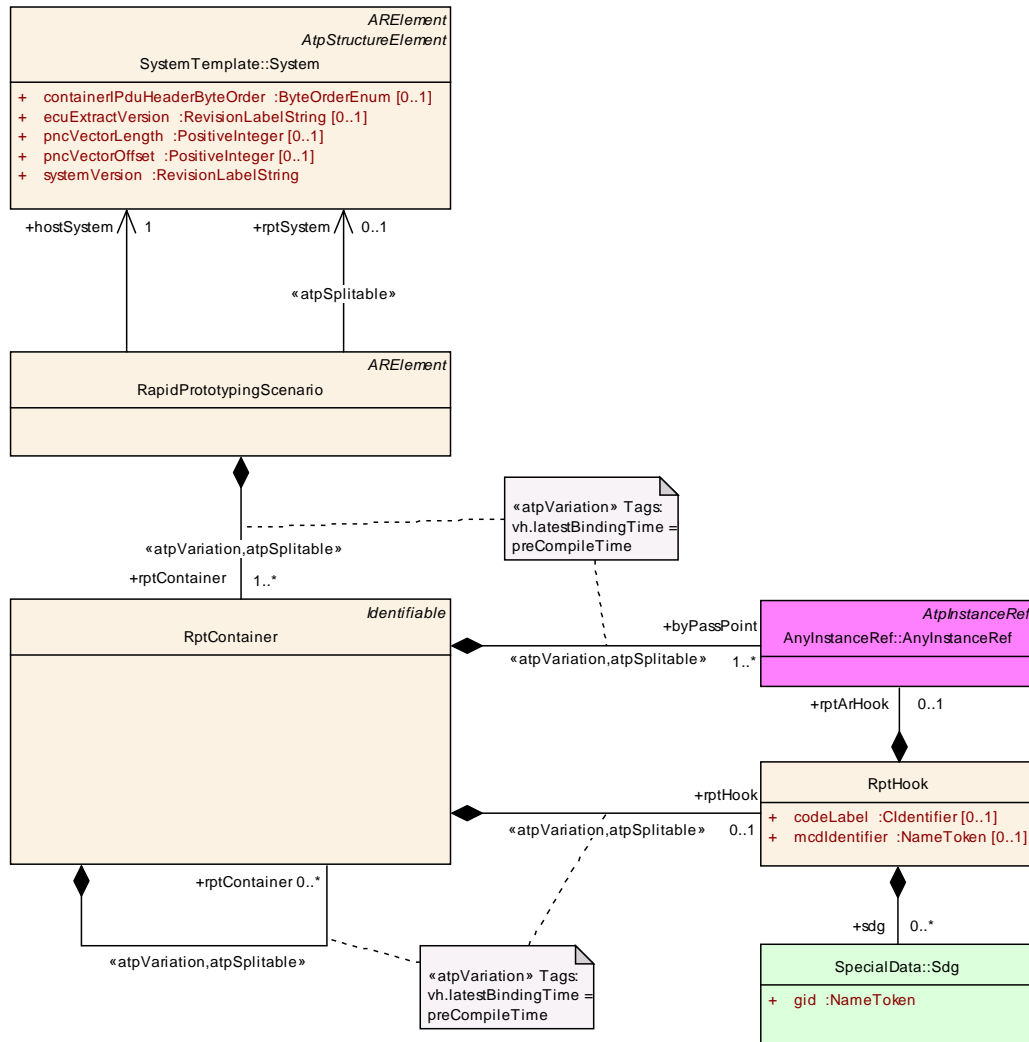 ARElement
AtpStructureElement
SystemTemplate::System
+ containerIPduHeaderByteOrder :ByteOrderEnum [0..1]
+ ecuExtractVersion :RevisionLabelString [0..1]
+ pncVectorLength :PositiveInteger [0..1]
+ pncVectorOffset :PositiveInteger [0..1]
+ systemVersion :RevisionLabelString
+hostSystem 1 +rptSystem 0..1
«atpSplitable»
ARElement
RapidPrototypingScenario
«atpVariation» Tags:
vh.latestBindingTime =
preCompileTime
«atpVariation,atpSplitable»
+rptContainer 1..*
Identifiable
RptContainer
+byPassPoint
«atpVariation,atpSplitable» 1..*
AtpInstanceRef
AnyInstanceRef::AnyInstanceRef
+rptArHook 0..1
+rptHook
«atpVariation,atpSplitable» 0..1
RptHook
+ codeLabel :CIdentifier [0..1]
+ mcdIdentifier :NameToken [0..1]
+rptContainer 0..*
«atpVariation,atpSplitable»
«atpVariation» Tags:
vh.latestBindingTime =
preCompileTime
+sdg 0..*
SpecialData::Sdg
+ gid :NameToken